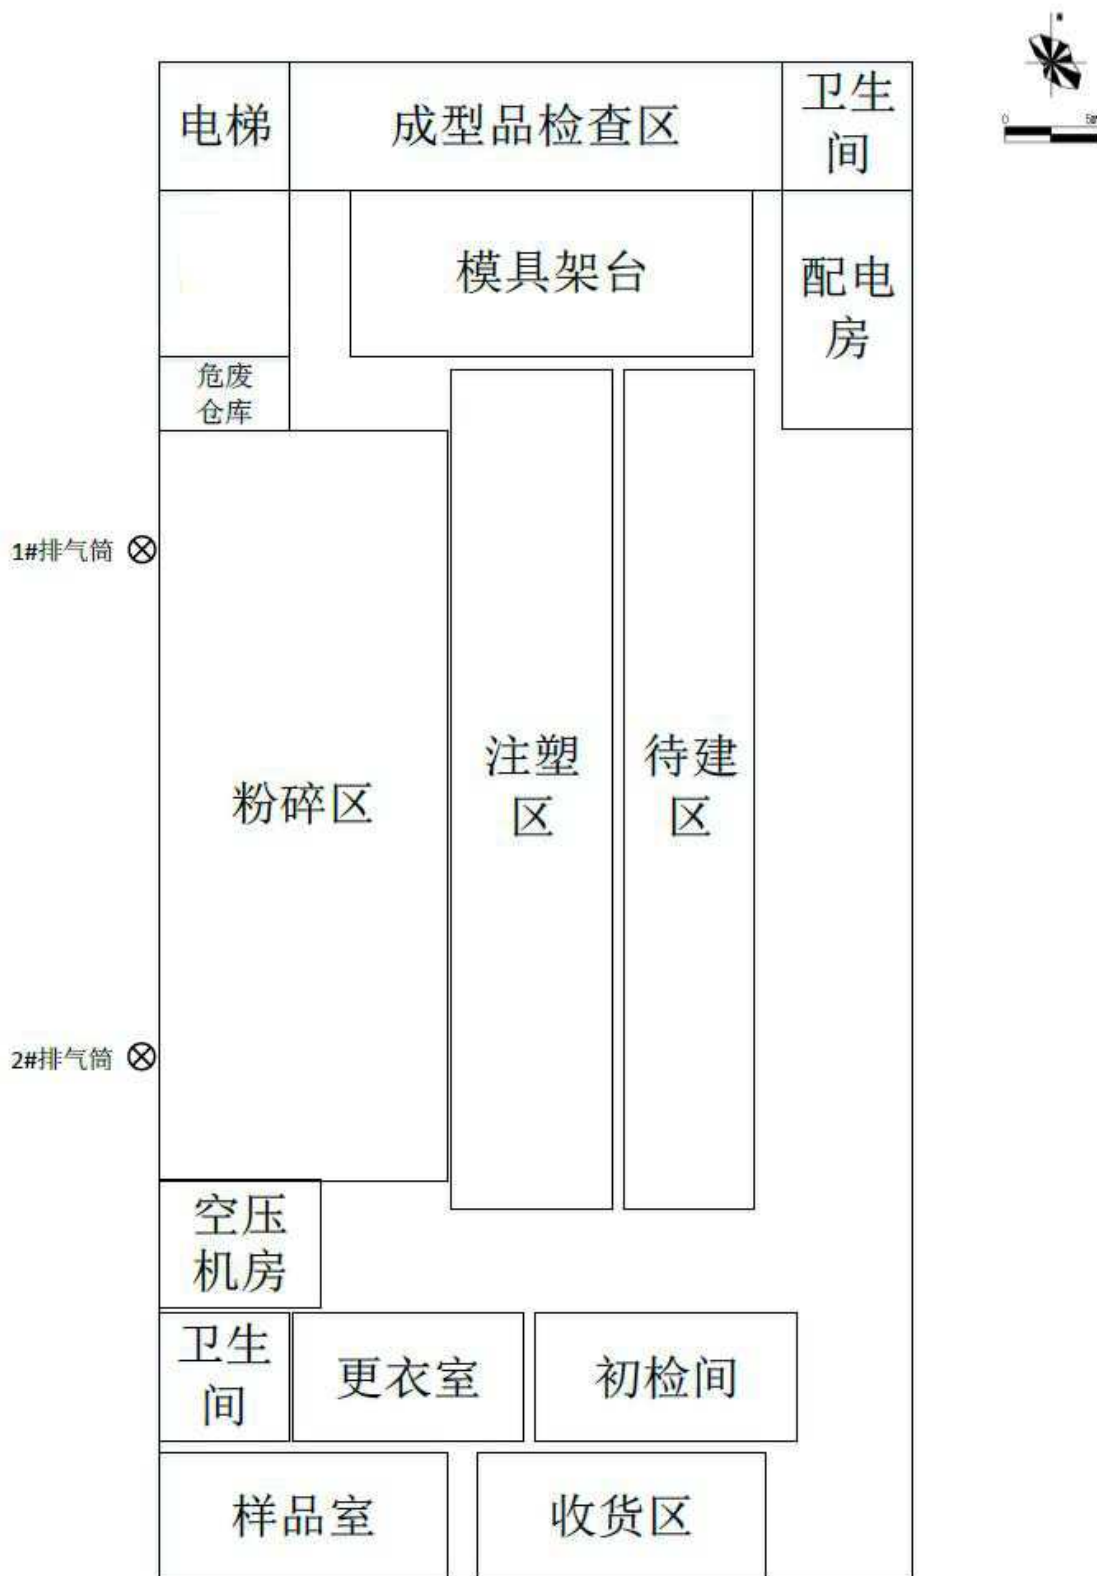 电梯
成型品检查区
卫生
间
0
5m
模具架台
配电
房
危废
仓库
1#排气筒
注塑
区
待建
区
粉碎区
2#排气筒
空压
机房
卫生
间
更衣室
初检间
样品室
收货区